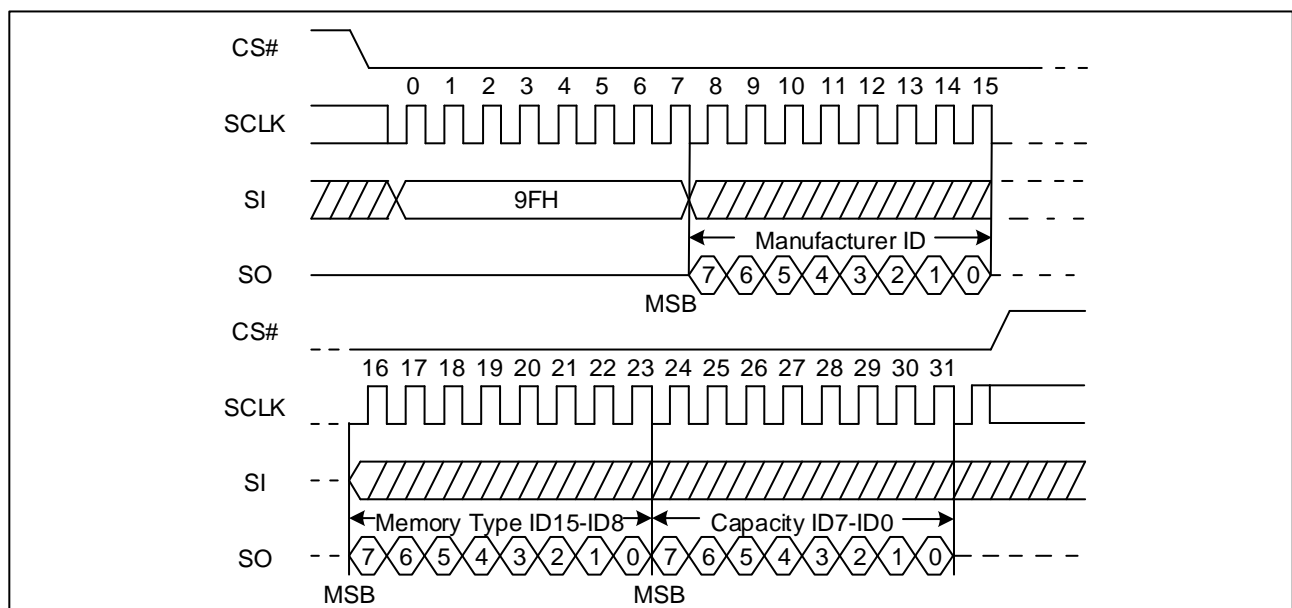 CS#
0 1 2 3 4 5 6 7 8 9 10 11 12 13 14 15
SCLK
SI 9FH
Manufacturer ID
SO 7 6 5 4 3 2 1 0
MSB
CS#
16 17 18 19 20 21 22 23 24 25 26 27 28 29 30 31
SCLK
SI
Memory Type ID15-ID8 Capacity ID7-ID0
SO 7 6 5 4 3 2 1 0 7 6 5 4 3 2 1 0
MSB MSB